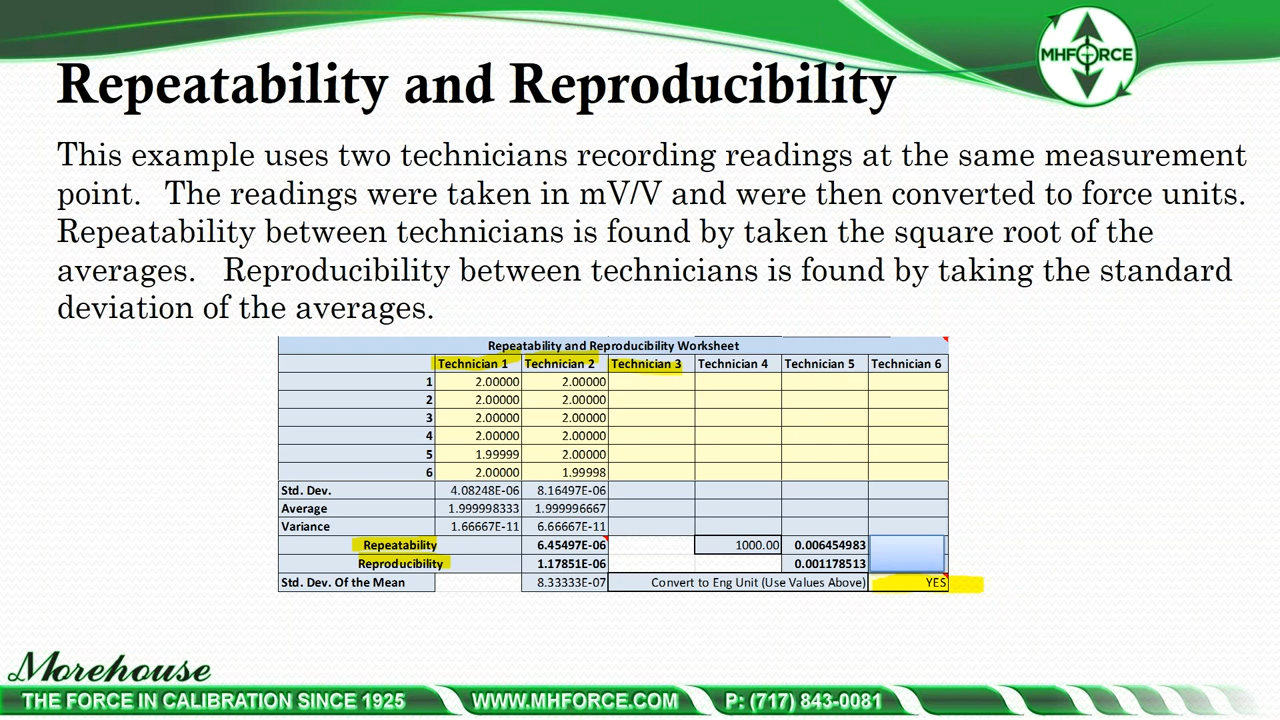 MHFORCE
Repeatability and Reproducibility
This example uses two technicians recording readings at the same measurement
point. The readings were taken in mV/V and were then converted to force units.
Repeatability between technicians is found by taken the square root of the
averages. Reproducibility between technicians is found by taking the standard
deviation of the averages.
Repeatability and Reproducibility Worksheet
Technician 1 Technician 2 Technician 3 Technician 4 Technician 5 Technician 6
1 2.00000 2.00000
2 2.00000 2.00000
3 2.00000 2.00000
4 2.00000 2.00000
5 1.99999 2.00000
6 2.00000 1.99998
Std. Dev. 4.08248E-06 8.16497E-06
Average 1.999998333 1.999996667
Variance 1.66667E-11 6.66667E-11
Repeatability 6.45497E-06 1000.00 0.006454983
Reproducibility 1.17851E-06 0.001178513
Std. Dev. Of the Mean 8.33333E-07 Convert to Eng Unit (Use Values Above) YES
Morehouse
THE FORCE IN CALIBRATION SINCE 1925 WWW.MHFORCE.COM P: (717) 843-0081